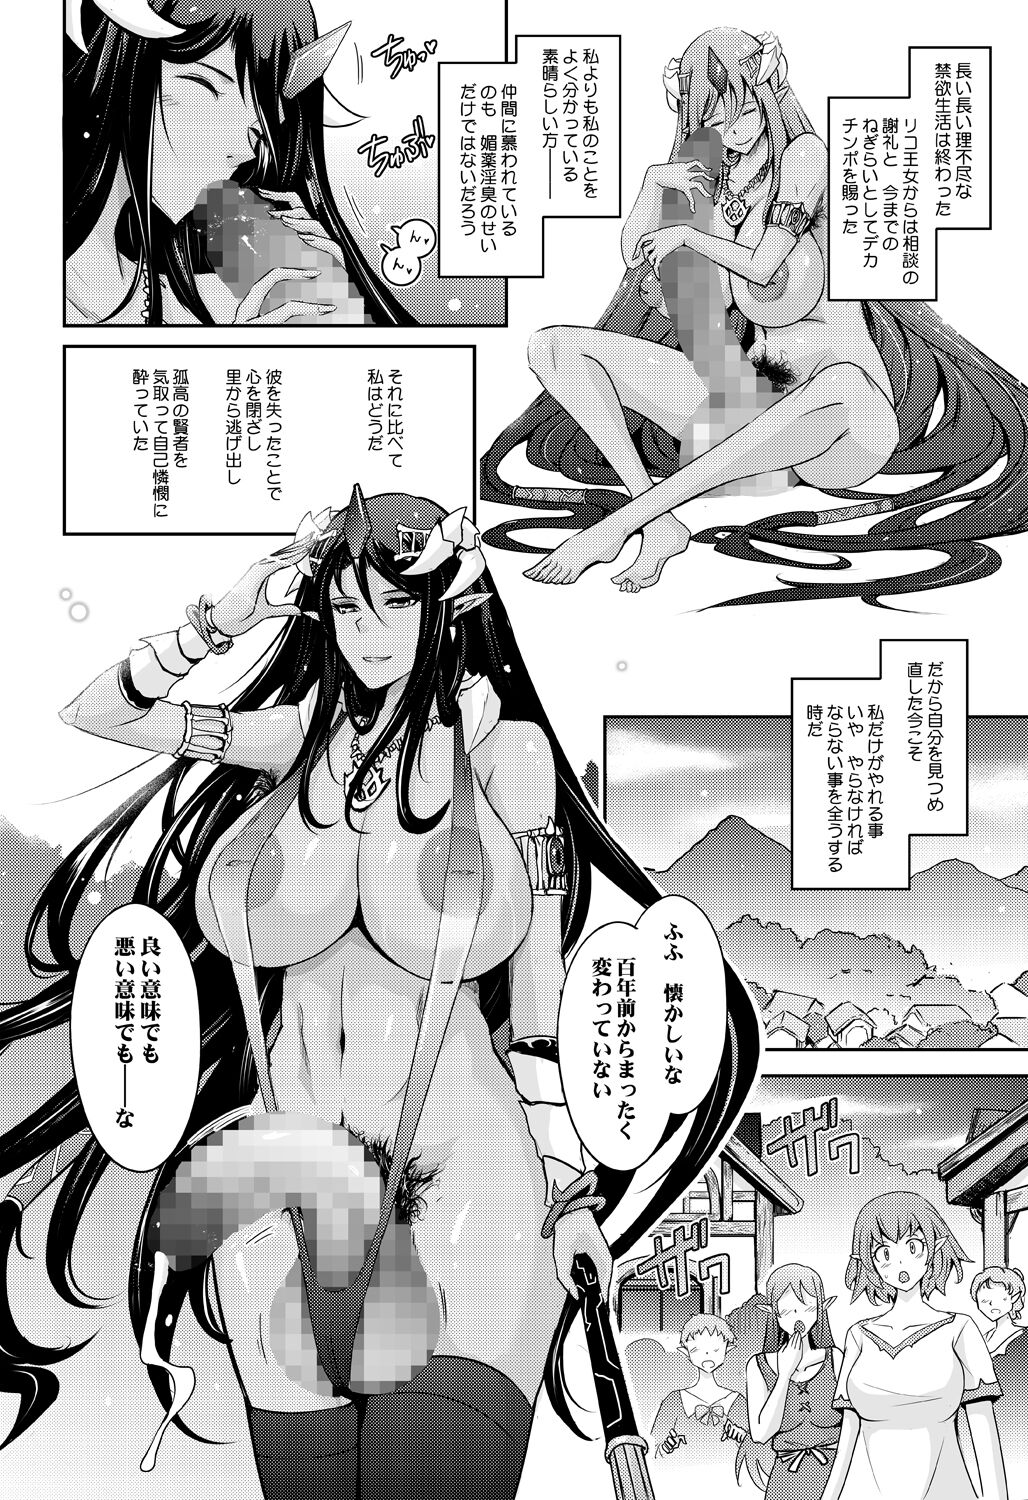 長い長い理不尽な
禁欲生活は終わった
リコ王女からは相談の
謝礼と　今までの
ねぎらいとしてデカ
チンポを賜った
私よりも私のことを
よく分かっている
素晴らしい方――
仲間に慕われている
のも　媚薬淫臭のせい
だけではないだろう
ちゅっ♥
ちゅぷ♥
ん♥
ん♥
それに比べて
私はどうだ
彼を失ったことで
心を閉ざし
里から逃げ出し
孤高の賢者を
気取って自己憐憫に
酔っていた
だから自分を見つめ
直した今こそ
私だけがやれる事
いや　やらなければ
ならない事を全うする
時だ
ふふ　懐かしいな
百年前からまったく
変わっていない
良い意味でも
悪い意味でも――な
ザワ
ザワ